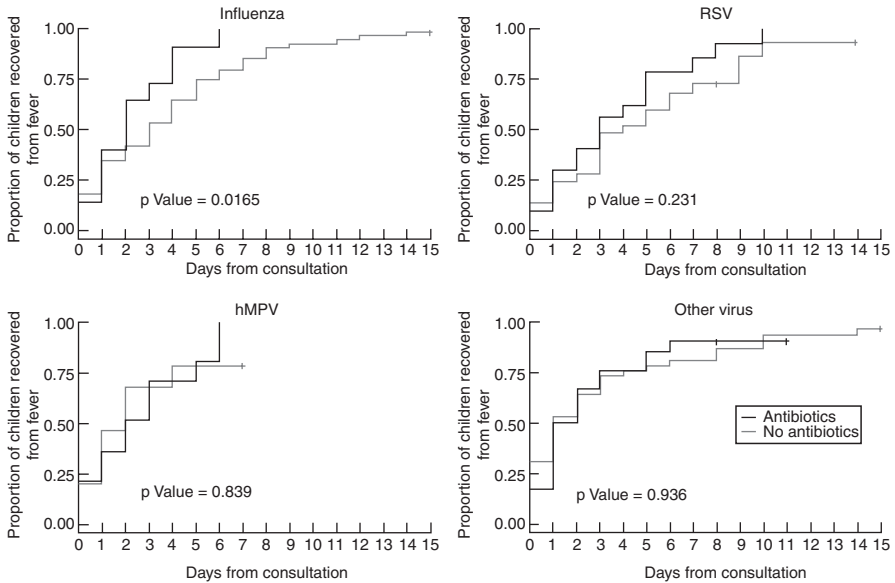 Influenza
Proportion of children recovered
from fever
1.00
0.75
0.50
0.25
0.00
p Value = 0.0165
0 1 2 3 4 5 6 7 8 9 10 11 12 13 14 15
Days from consultation
RSV
Proportion of children recovered
from fever
1.00
0.75
0.50
0.25
0.00
p Value = 0.231
0 1 2 3 4 5 6 7 8 9 10 11 12 13 14 15
Days from consultation
hMPV
Proportion of children recovered
from fever
1.00
0.75
0.50
0.25
0.00
p Value = 0.839
0 1 2 3 4 5 6 7 8 9 10 11 12 13 14 15
Days from consultation
Other virus
Proportion of children recovered
from fever
1.00
0.75
0.50
0.25
0.00
Antibiotics
No antibiotics
p Value = 0.936
0 1 2 3 4 5 6 7 8 9 10 11 12 13 14 15
Days from consultation